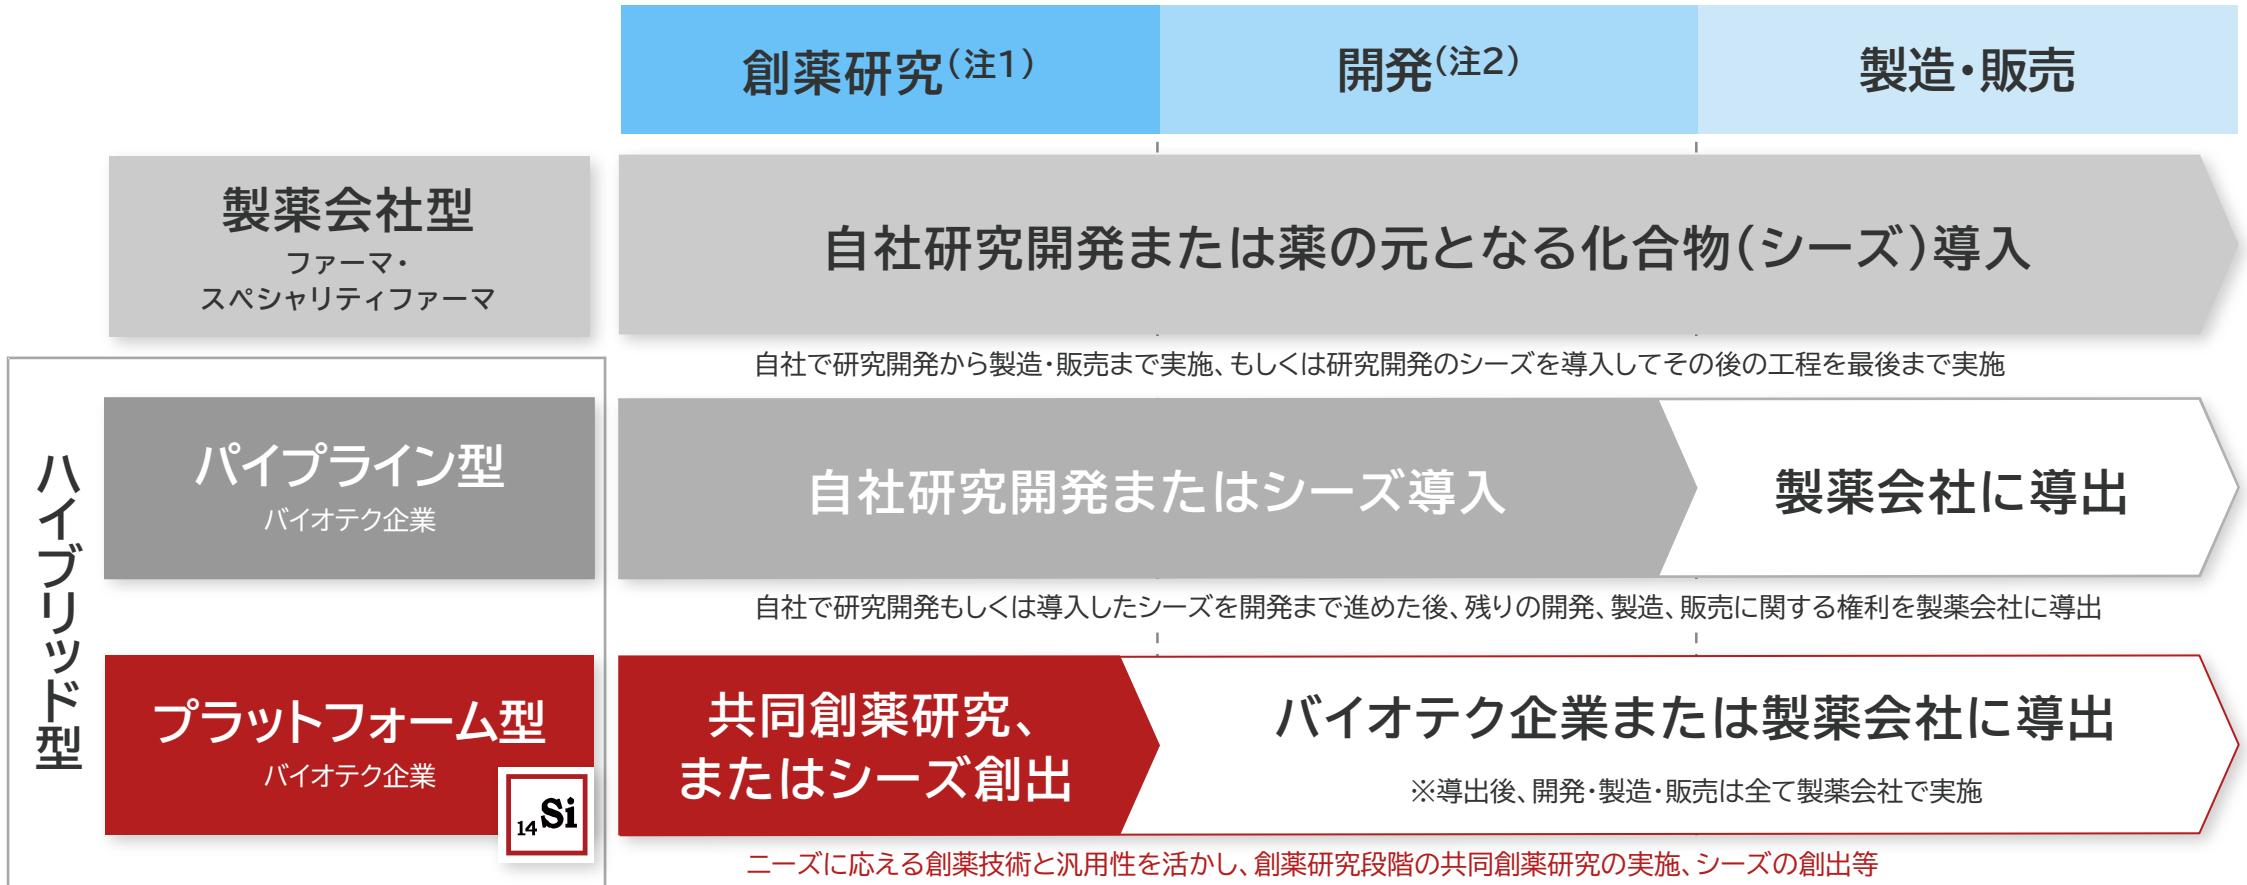 創薬研究(注1)
開発(注2)
製造・販売
製薬会社型
ファーマ・
スペシャリティファーマ
自社研究開発または薬の元となる化合物(シーズ)導入
自社で研究開発から製造・販売まで実施、もしくは研究開発のシーズを導入してその後の工程を最後まで実施
ハイブリッド型
パイプライン型
バイオテク企業
自社研究開発またはシーズ導入
製薬会社に導出
自社で研究開発もしくは導入したシーズを開発まで進めた後、残りの開発、製造、販売に関する権利を製薬会社に導出
プラットフォーム型
バイオテク企業
14 Si
共同創薬研究、
またはシーズ創出
バイオテク企業または製薬会社に導出
※導出後、開発・製造・販売は全て製薬会社で実施
ニーズに応える創薬技術と汎用性を活かし、創薬研究段階の共同創薬研究の実施、シーズの創出等